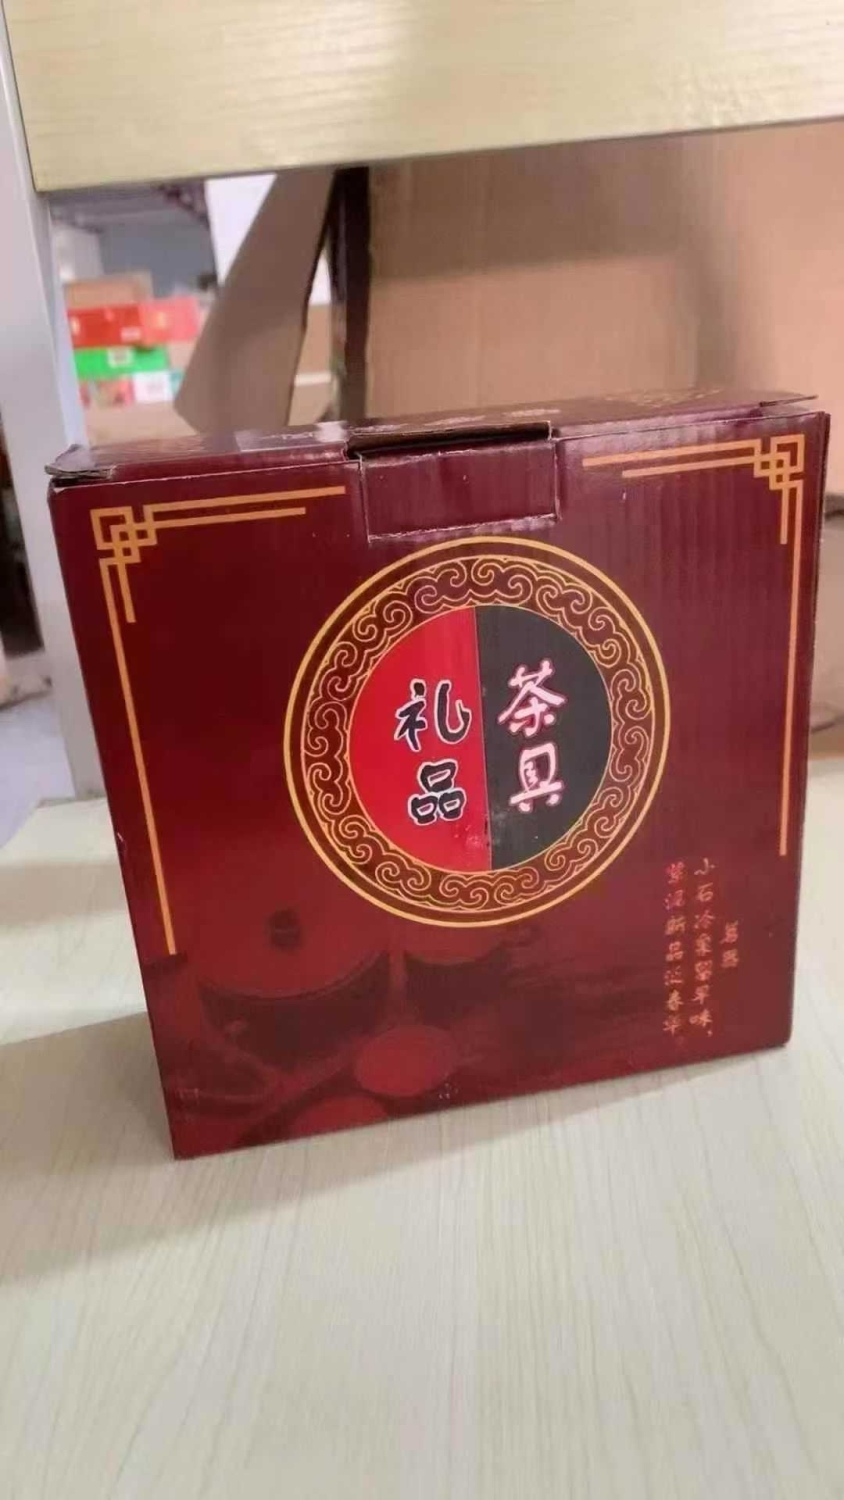 茶具
礼品
茗器
小石冷泉留早味，
紫泥新品泛春华。